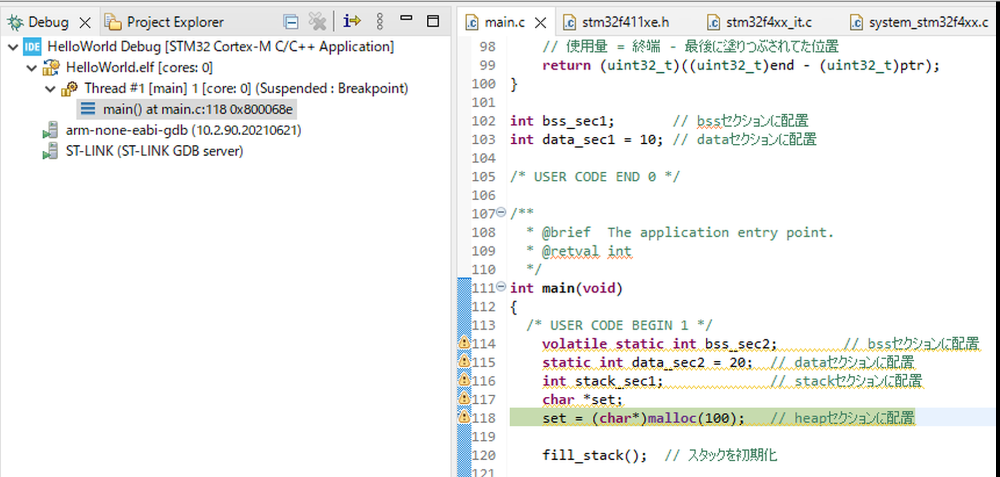 Debug
Project Explorer
HelloWorld Debug [STM32 Cortex-M C/C++ Application]
HelloWorld.elf [cores: 0]
Thread #1 [main] 1 [core: 0] (Suspended : Breakpoint)
main() at main.c:118 0x800068e
arm-none-eabi-gdb (10.2.90.20210621)
ST-LINK (ST-LINK GDB server)
main.c
stm32f411xe.h
stm32f4xx_it.c
system_stm32f4xx.c
98 // 使用量 = 終端 - 最後に塗りつぶされてた位置
99 return (uint32_t)((uint32_t)end - (uint32_t)ptr);
100 }
101
102 int bss_sec1; // bssセクションに配置
103 int data_sec1 = 10; // dataセクションに配置
104
105 /* USER CODE END 0 */
106
107 /**
108 * @brief The application entry point.
109 * @retval int
110 */
111 int main(void)
112 {
113 /* USER CODE BEGIN 1 */
114 volatile static int bss_sec2; // bssセクションに配置
115 static int data_sec2 = 20; // dataセクションに配置
116 int stack_sec1; // stackセクションに配置
117 char *set;
118 set = (char*)malloc(100); // heapセクションに配置
119
120 fill_stack(); // スタックを初期化
121